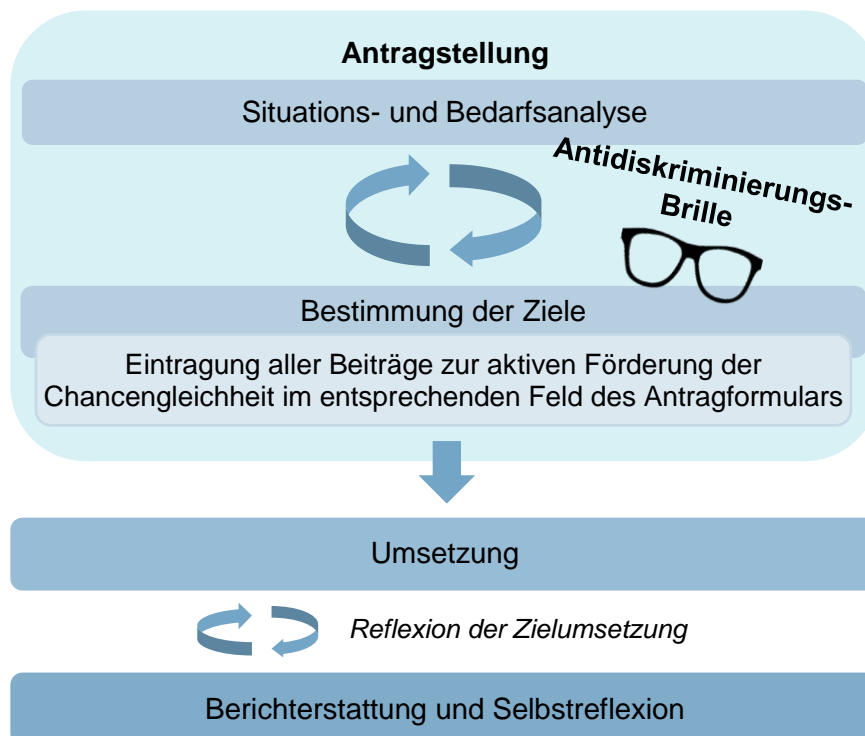 Antragstellung
Situations- und Bedarfsanalyse
Antidiskriminierungs-
Brille
Bestimmung der Ziele
Eintragung aller Beiträge zur aktiven Förderung der
Chancengleichheit im entsprechenden Feld des Antragformulars
Umsetzung
Reflexion der Zielumsetzung
Berichterstattung und Selbstreflexion